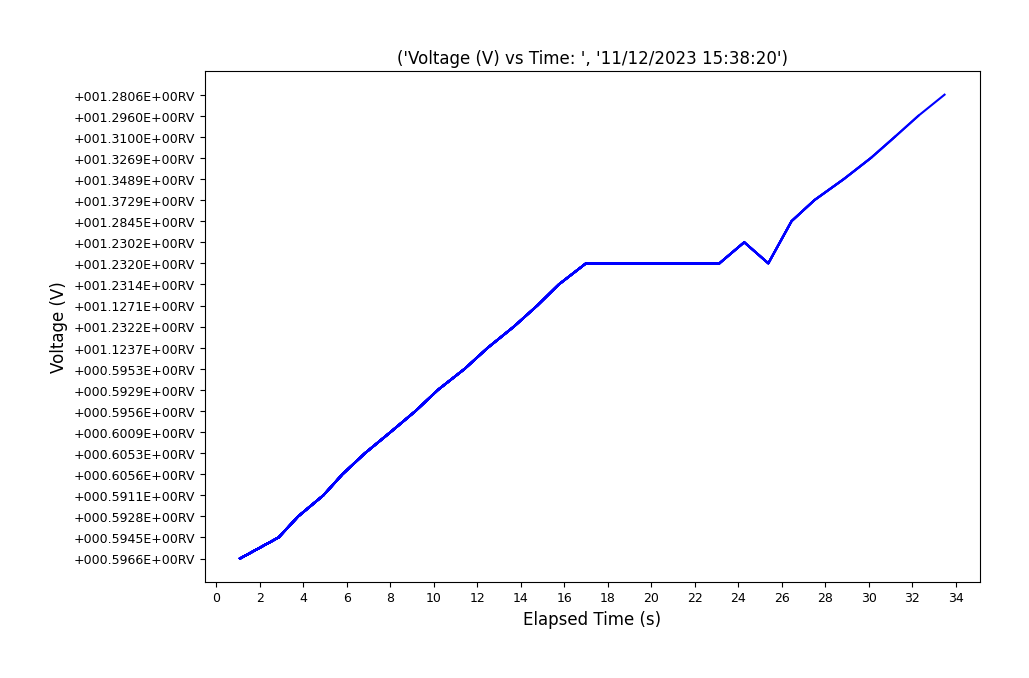 ('Voltage (V) vs Time: ', '11/12/2023 15:38:20')
+001.2806E+00RV
+001.2960E+00RV
+001.3100E+00RV
+001.3269E+00RV
+001.3489E+00RV
+001.3729E+00RV
+001.2845E+00RV
+001.2302E+00RV
+001.2320E+00RV
+001.2314E+00RV
+001.1271E+00RV
+001.2322E+00RV
+001.1237E+00RV
+000.5953E+00RV
+000.5929E+00RV
+000.5956E+00RV
+000.6009E+00RV
+000.6053E+00RV
+000.6056E+00RV
+000.5911E+00RV
+000.5928E+00RV
+000.5945E+00RV
+000.5966E+00RV
Voltage (V)
0 2 4 6 8 10 12 14 16 18 20 22 24 26 28 30 32 34
Elapsed Time (s)